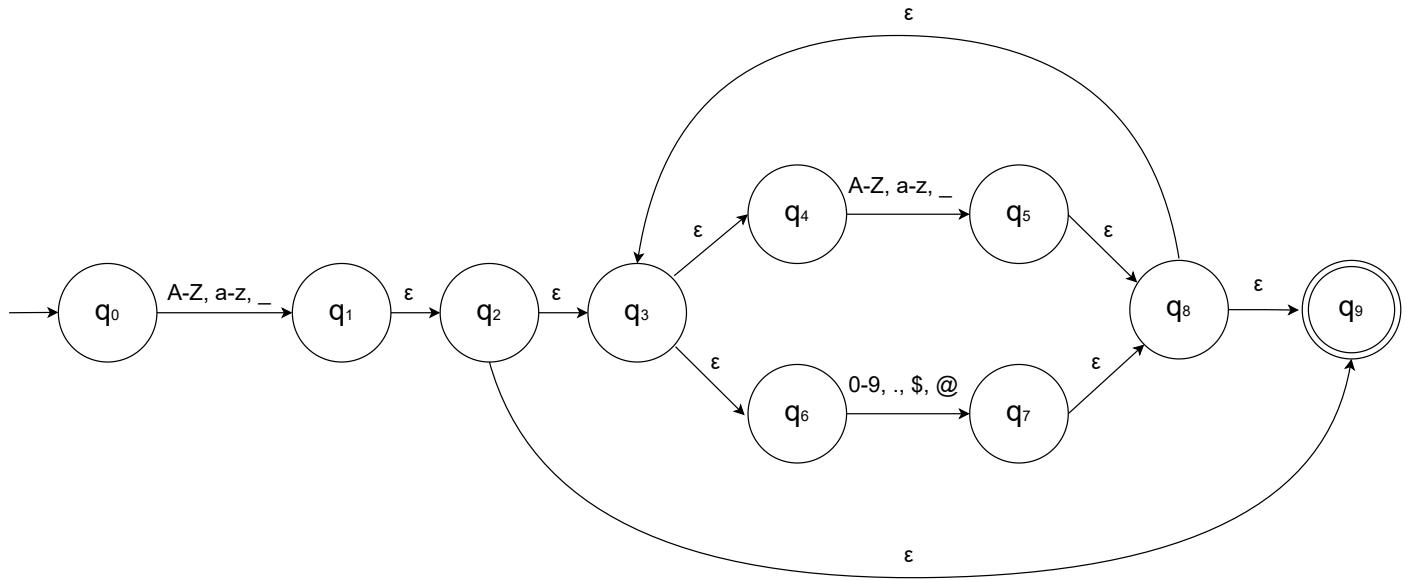 ε
A-Z, a-z, _
q4
q5
ε
ε
A-Z, a-z, _
ε
ε
ε
q0
q1
q2
q3
q8
q9
ε
ε
0-9, ., $, @
q6
q7
ε